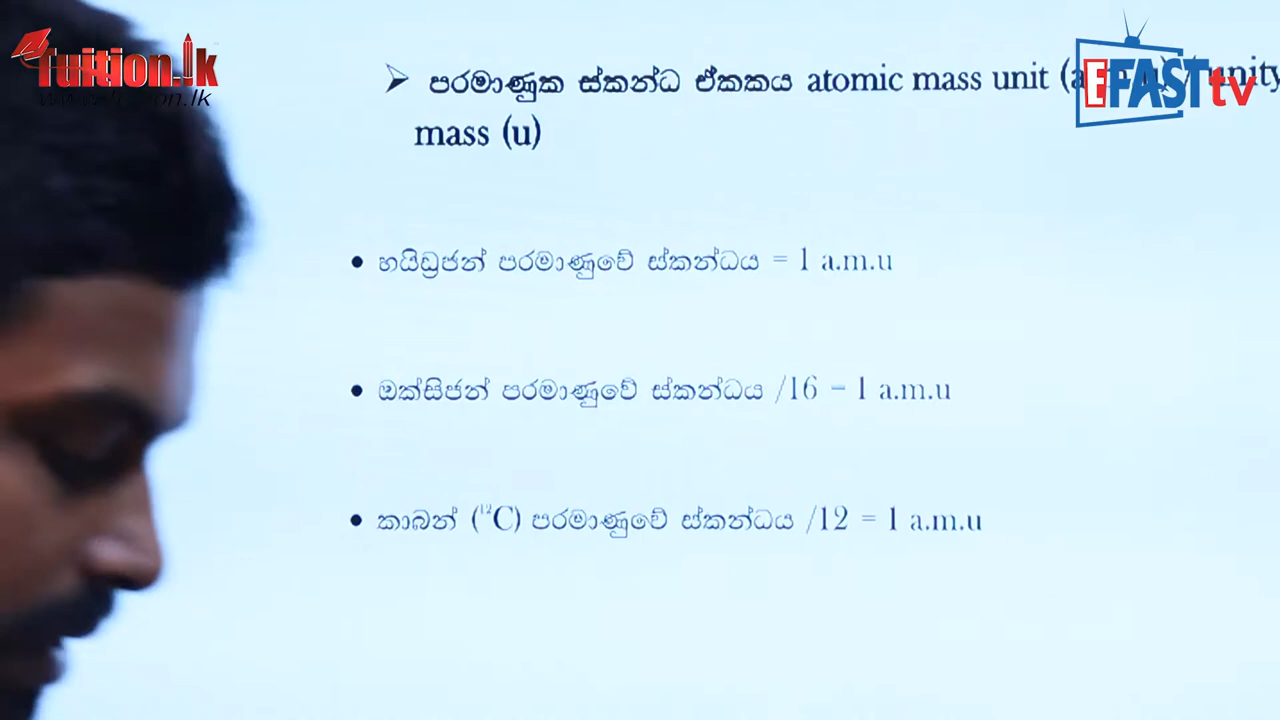 Tuition.lk
EFAST tv
➤ පරමාණුක ස්කන්ධ ඒකකය atomic mass unit
mass (u)
• හයිඩ්‍රජන් පරමාණුවේ ස්කන්ධය = 1 a.m.u
• ඔක්සිජන් පරමාණුවේ ස්කන්ධය /16 = 1 a.m.u
• කාබන් (¹²C) පරමාණුවේ ස්කන්ධය /12 = 1 a.m.u